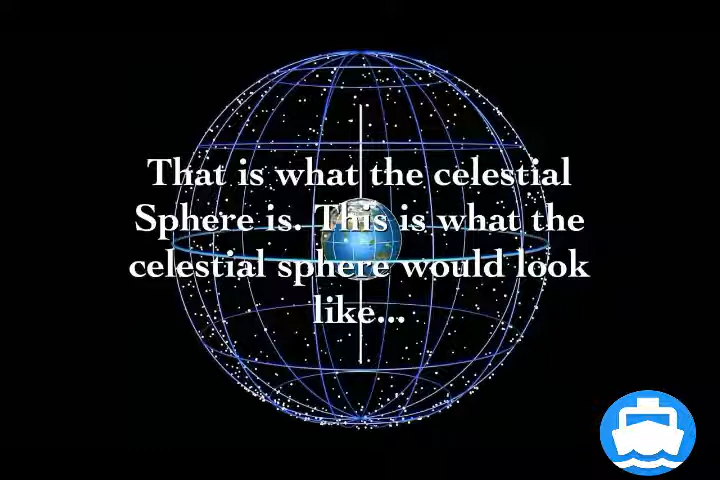 That is what the celestial
Sphere is. This is what the
celestial sphere would look
like...